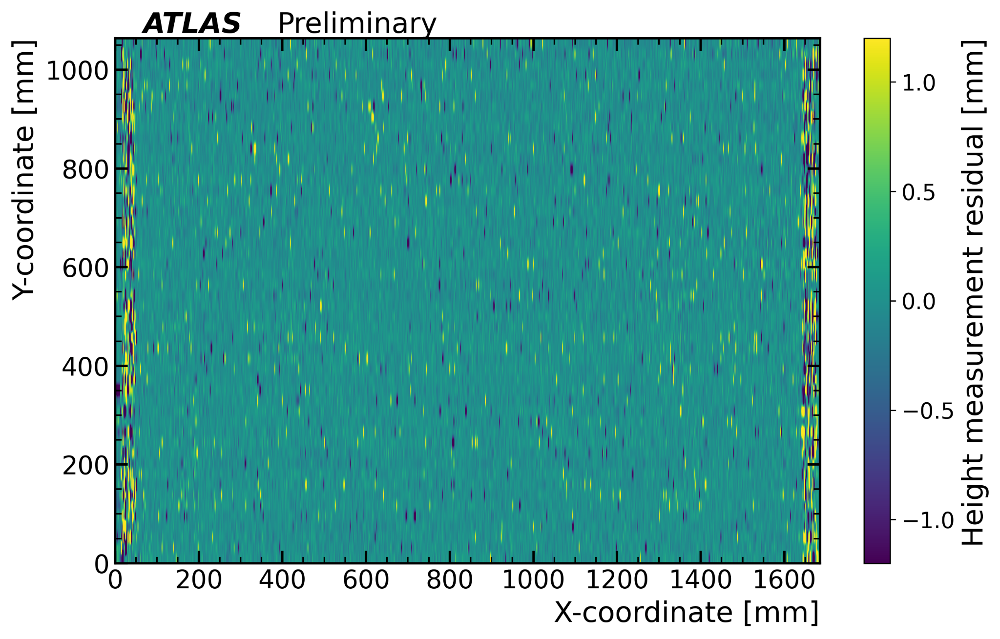 ATLAS Preliminary
Y-coordinate [mm]
1000
800
600
400
200
0
0 200 400 600 800 1000 1200 1400 1600
X-coordinate [mm]
1.0
0.5
0.0
−0.5
−1.0
Height measurement residual [mm]